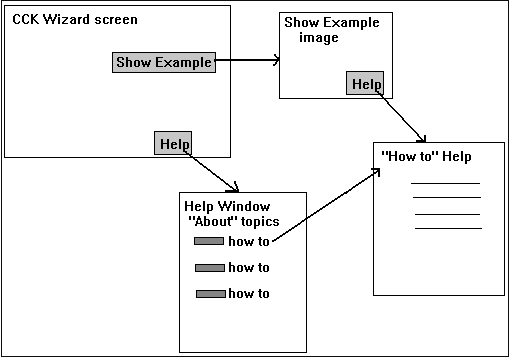 CCK Wizard screen
Show Example
Help
Show Example
image
Help
"How to" Help
Help Window
"About" topics
how to
how to
how to